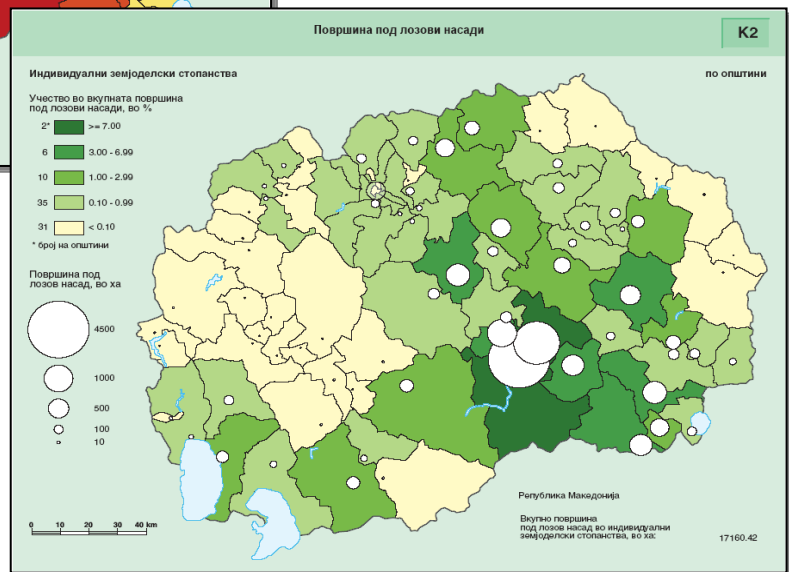 Површина под лозови насади
K2
Индивидуални земјоделски стопанства
по општини
Учество во вкупната површина
под лозови насади, во %
2* >= 7.00
6 3.00 - 6.99
10 1.00 - 2.99
35 0.10 - 0.99
31 < 0.10
* број на општини
Површина под
лозов насад, во ха
4500
1000
500
100
10
0 10 20 30 40 km
Република Македонија
Вкупно површина
под лозов насад во индивидуални
земјоделски стопанства, во ха:
17160.42